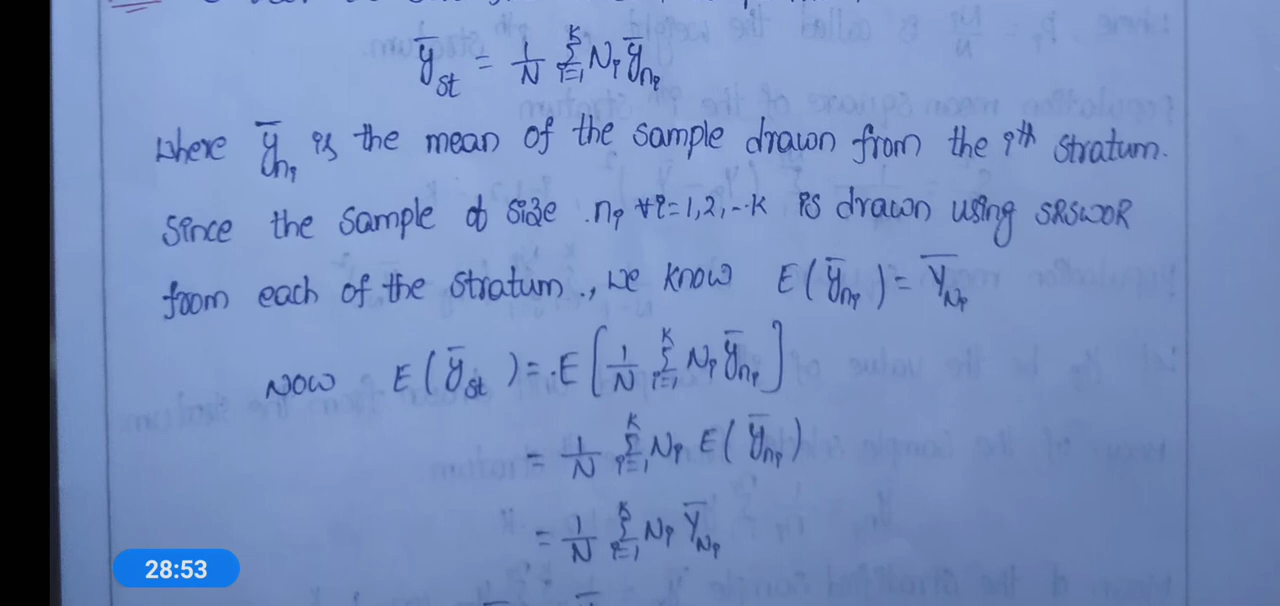 ȳ_st = 1/N Σ_{i=1}^{K} N_i ȳ_{n_i}
where ȳ_{n_i} is the mean of the sample drawn from the ith stratum.
since the sample of size n_i ∀ i=1,2,--K is drawn using SRSWOR
from each of the stratum., we know E(ȳ_{n_i}) = Ȳ_{N_i}
Now E(ȳ_st) = E[1/N Σ_{i=1}^{K} N_i ȳ_{n_i}]
= 1/N Σ_{i=1}^{K} N_i E(ȳ_{n_i})
= 1/N Σ_{i=1}^{K} N_i Ȳ_{N_i}
28:53